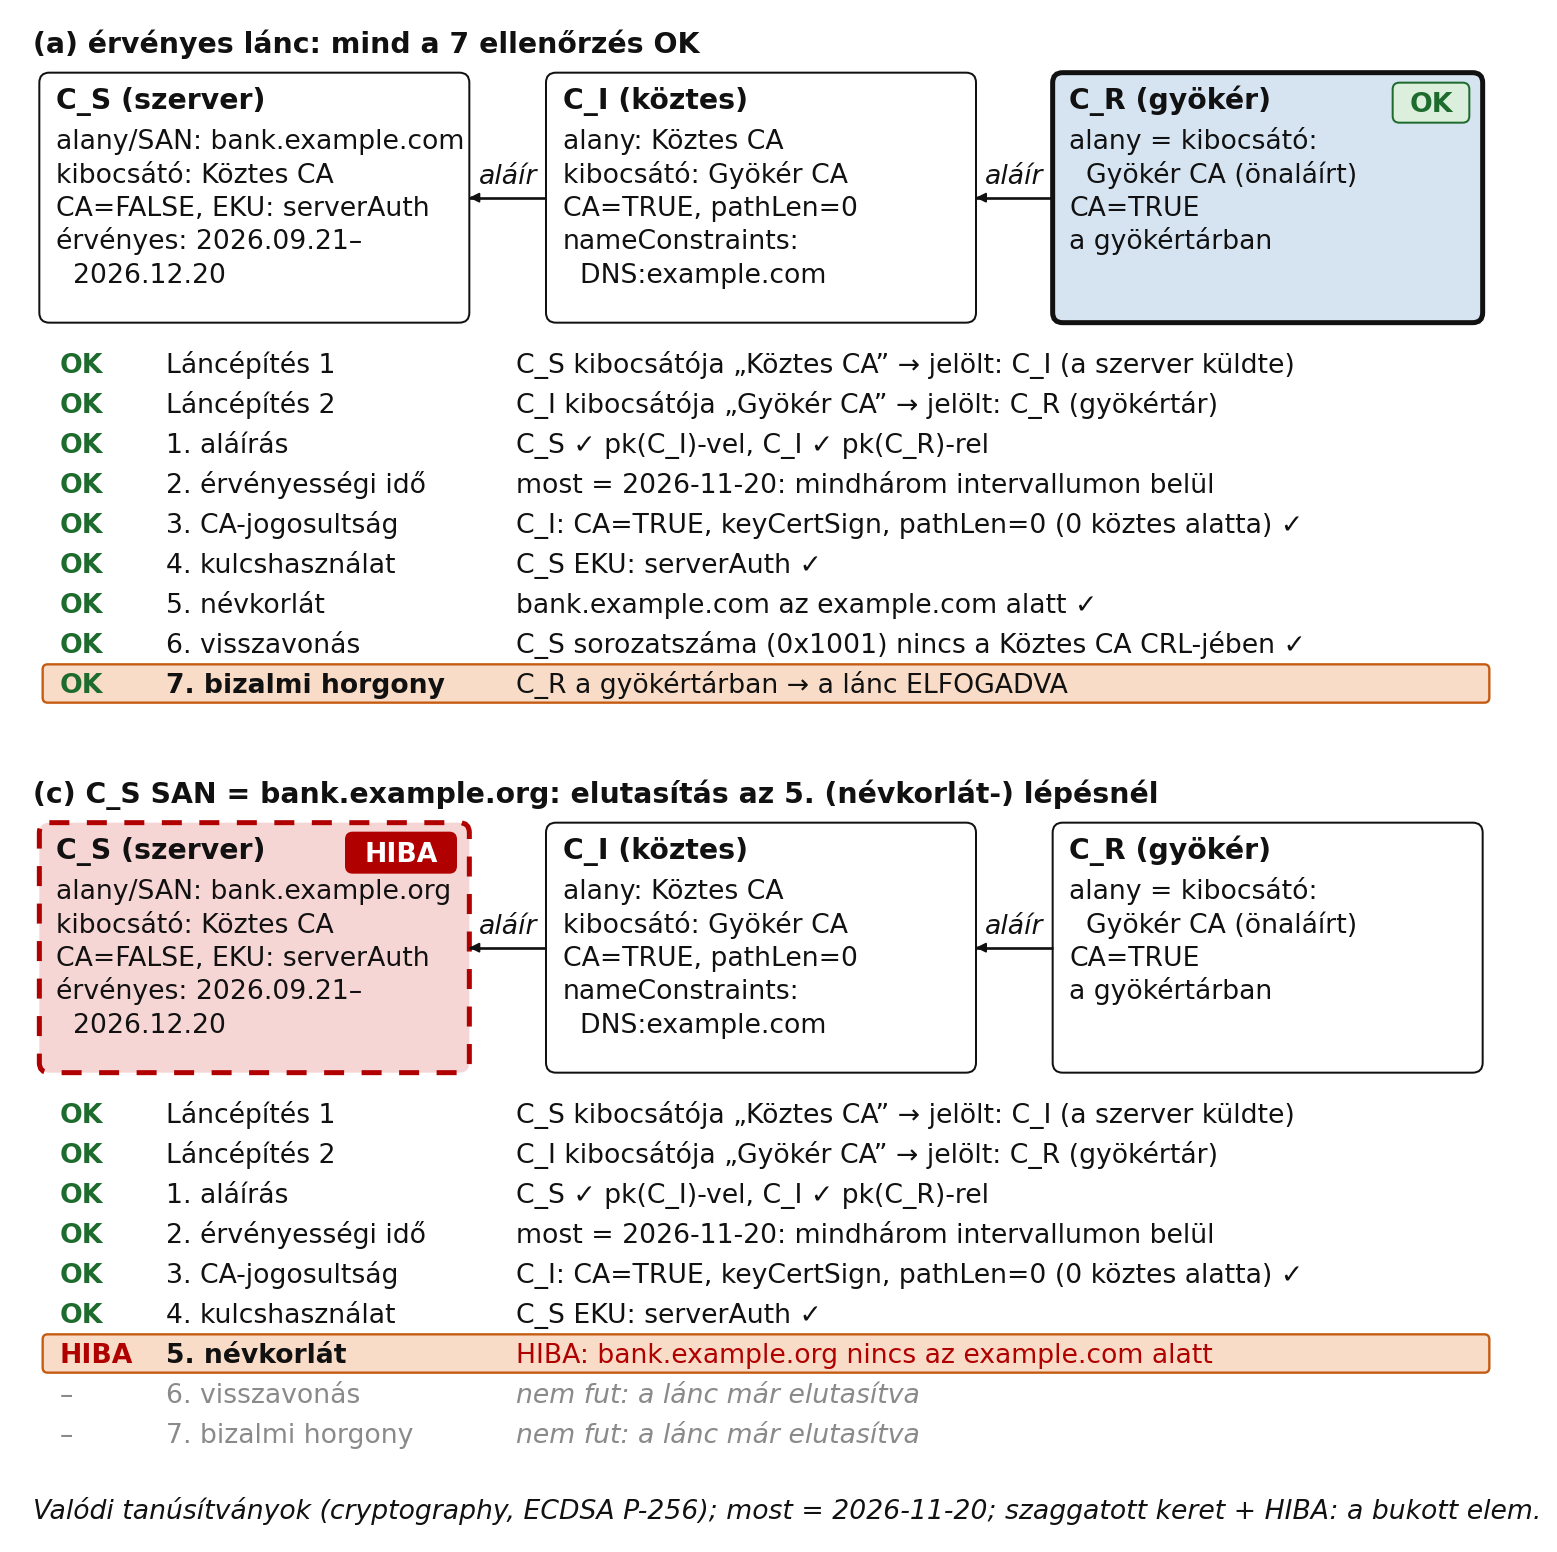 (a) érvényes lánc: mind a 7 ellenőrzés OK
C_S (szerver)
alany/SAN: bank.example.com
kibocsátó: Köztes CA
CA=FALSE, EKU: serverAuth
érvényes: 2026.09.21–
2026.12.20
aláír
C_I (köztes)
alany: Köztes CA
kibocsátó: Gyökér CA
CA=TRUE, pathLen=0
nameConstraints:
DNS:example.com
aláír
C_R (gyökér)
OK
alany = kibocsátó:
Gyökér CA (önaláírt)
CA=TRUE
a gyökértárban
OK Láncépítés 1 C_S kibocsátója „Köztes CA” → jelölt: C_I (a szerver küldte)
OK Láncépítés 2 C_I kibocsátója „Gyökér CA” → jelölt: C_R (gyökértár)
OK 1. aláírás C_S ✓ pk(C_I)-vel, C_I ✓ pk(C_R)-rel
OK 2. érvényességi idő most = 2026-11-20: mindhárom intervallumon belül
OK 3. CA-jogosultság C_I: CA=TRUE, keyCertSign, pathLen=0 (0 köztes alatta) ✓
OK 4. kulcshasználat C_S EKU: serverAuth ✓
OK 5. névkorlát bank.example.com az example.com alatt ✓
OK 6. visszavonás C_S sorozatszáma (0x1001) nincs a Köztes CA CRL-jében ✓
OK 7. bizalmi horgony C_R a gyökértárban → a lánc ELFOGADVA
(c) C_S SAN = bank.example.org: elutasítás az 5. (névkorlát-) lépésnél
C_S (szerver)
HIBA
alany/SAN: bank.example.org
kibocsátó: Köztes CA
CA=FALSE, EKU: serverAuth
érvényes: 2026.09.21–
2026.12.20
aláír
C_I (köztes)
alany: Köztes CA
kibocsátó: Gyökér CA
CA=TRUE, pathLen=0
nameConstraints:
DNS:example.com
aláír
C_R (gyökér)
alany = kibocsátó:
Gyökér CA (önaláírt)
CA=TRUE
a gyökértárban
OK Láncépítés 1 C_S kibocsátója „Köztes CA” → jelölt: C_I (a szerver küldte)
OK Láncépítés 2 C_I kibocsátója „Gyökér CA” → jelölt: C_R (gyökértár)
OK 1. aláírás C_S ✓ pk(C_I)-vel, C_I ✓ pk(C_R)-rel
OK 2. érvényességi idő most = 2026-11-20: mindhárom intervallumon belül
OK 3. CA-jogosultság C_I: CA=TRUE, keyCertSign, pathLen=0 (0 köztes alatta) ✓
OK 4. kulcshasználat C_S EKU: serverAuth ✓
HIBA 5. névkorlát HIBA: bank.example.org nincs az example.com alatt
– 6. visszavonás nem fut: a lánc már elutasítva
– 7. bizalmi horgony nem fut: a lánc már elutasítva
Valódi tanúsítványok (cryptography, ECDSA P-256); most = 2026-11-20; szaggatott keret + HIBA: a bukott elem.